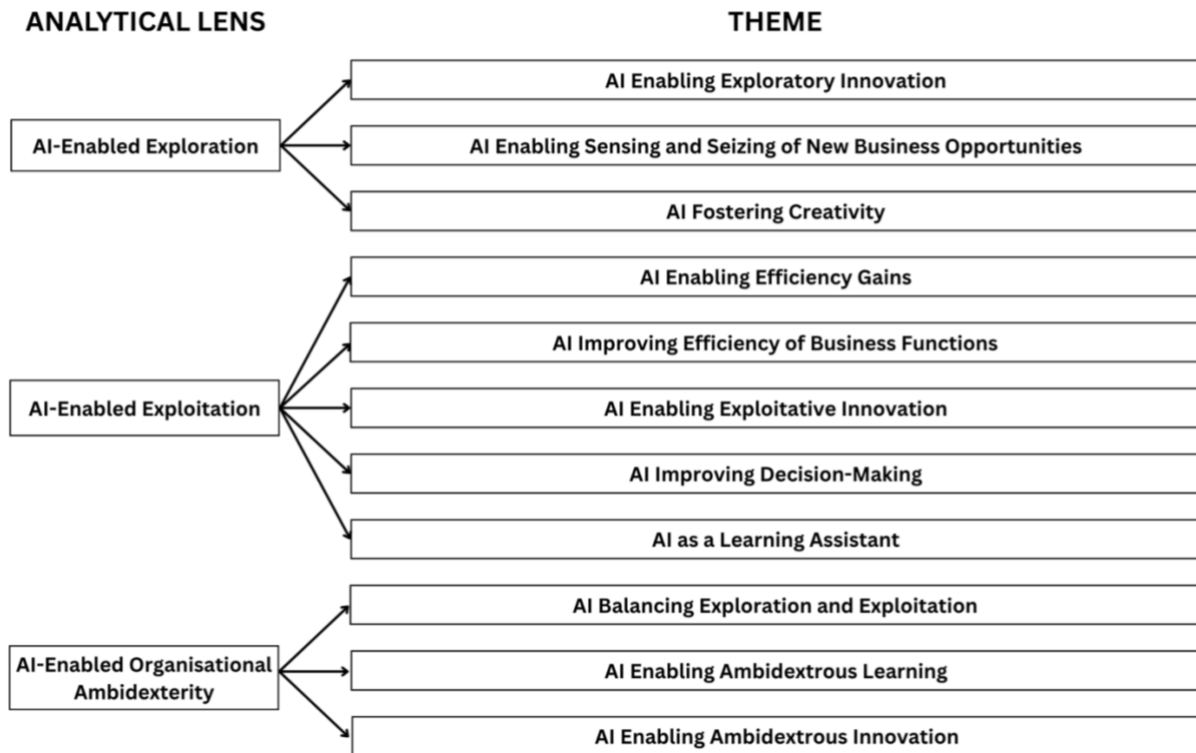 ANALYTICAL LENS
THEME
AI-Enabled Exploration
AI Enabling Exploratory Innovation
AI Enabling Sensing and Seizing of New Business Opportunities
AI Fostering Creativity
AI-Enabled Exploitation
AI Enabling Efficiency Gains
AI Improving Efficiency of Business Functions
AI Enabling Exploitative Innovation
AI Improving Decision-Making
AI as a Learning Assistant
AI-Enabled Organisational
Ambidexterity
AI Balancing Exploration and Exploitation
AI Enabling Ambidextrous Learning
AI Enabling Ambidextrous Innovation